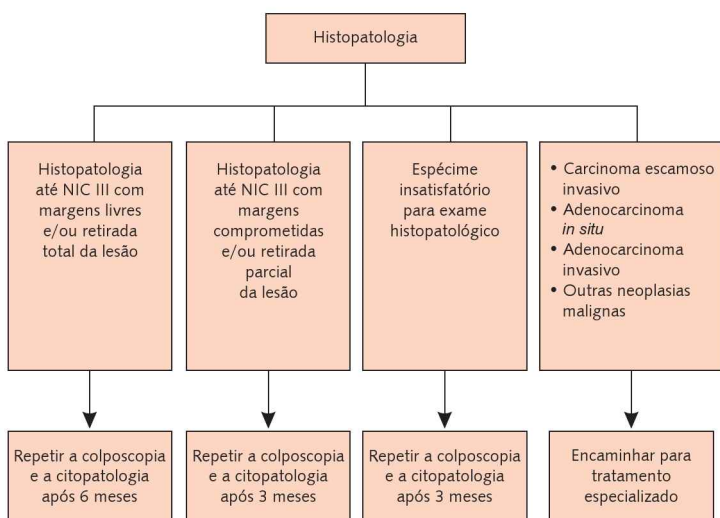 Histopatologia
Histopatologia
até NIC III com
margens livres
e/ou retirada
total da lesão
Histopatologia
até NIC III com
margens
comprometidas
e/ou retirada
parcial
da lesão
Espécime
insatisfatório
para exame
histopatológico
• Carcinoma escamoso
invasivo
• Adenocarcinoma
in situ
• Adenocarcinoma
invasivo
• Outras neoplasias
malignas
Repetir a colposcopia
e a citopatologia
após 6 meses
Repetir a colposcopia
e a citopatologia
após 3 meses
Repetir a colposcopia
e a citopatologia
após 3 meses
Encaminhar para
tratamento
especializado